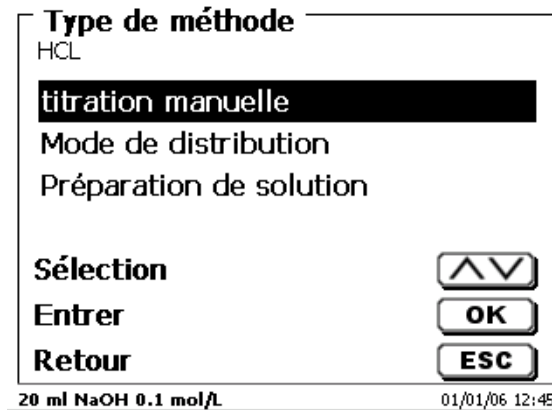 Type de méthode
HCL
titration manuelle
Mode de distribution
Préparation de solution
Sélection
Entrer OK
Retour ESC
20 ml NaOH 0.1 mol/L 01/01/06 12:45